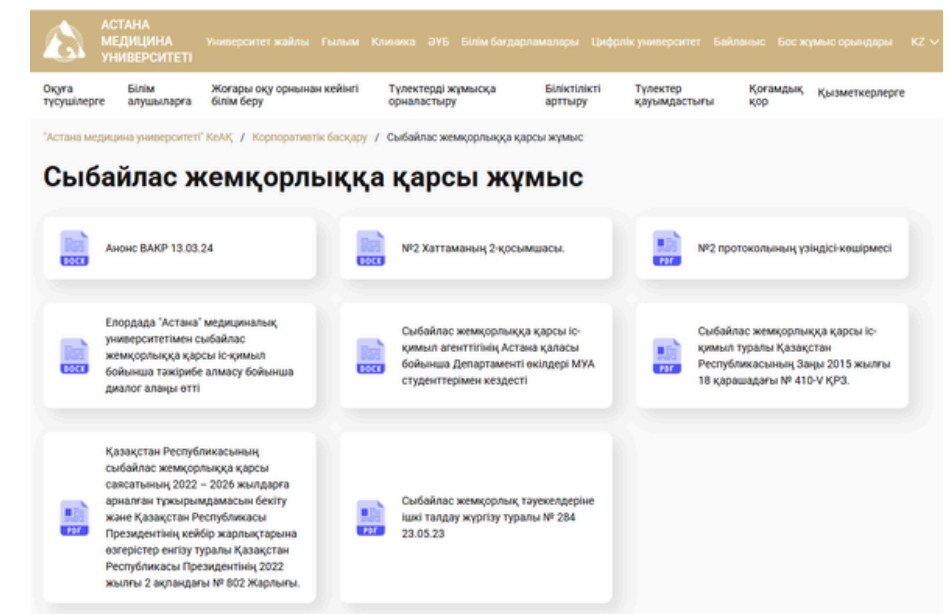 АСТАНА
МЕДИЦИНА
УНИВЕРСИТЕТІ
Университет жайлы Ғылым Клиника ӘУБ Білім бағдарламалары Цифрлік университет Байланыс Бос жұмыс орындары KZ
Оқуға
түсушілерге
Білім
алушыларға
Жоғары оқу орнынан кейінгі
білім беру
Түлектерді жұмысқа
орналастыру
Біліктілікті
арттыру
Түлектер
қауымдастығы
Қоғамдық
қор
Қызметкерлерге
"Астана медицина университеті" КеАҚ / Корпоративтік басқару / Сыбайлас жемқорлыққа қарсы жұмыс
Сыбайлас жемқорлыққа қарсы жұмыс
DOCX
Анонс ВАКР 13.03.24
DOCX
№2 Хаттаманың 2-қосымшасы.
PDF
№2 протоколының үзіндісі-көшірмесі
DOCX
Елордада "Астана" медициналық
университетімен сыбайлас
жемқорлыққа қарсы іс-қимыл
бойынша тәжірибе алмасу бойынша
диалог алаңы өтті
DOCX
Сыбайлас жемқорлыққа қарсы іс-
қимыл агенттігінің Астана қаласы
бойынша Департаменті өкілдері МУА
студенттерімен кездесті
PDF
Сыбайлас жемқорлыққа қарсы іс-
қимыл туралы Қазақстан
Республикасының Заңы 2015 жылғы
18 қарашадағы № 410-V ҚРЗ.
PDF
Қазақстан Республикасының
сыбайлас жемқорлыққа қарсы
саясатының 2022 – 2026 жылдарға
арналған тұжырымдамасын бекіту
және Қазақстан Республикасы
Президентінің кейбір жарлықтарына
өзгерістер енгізу туралы Қазақстан
Республикасы Президентінің 2022
жылғы 2 ақпандағы № 802 Жарлығы.
PDF
Сыбайлас жемқорлық тәуекелдеріне
ішкі талдау жүргізу туралы № 284
23.05.23